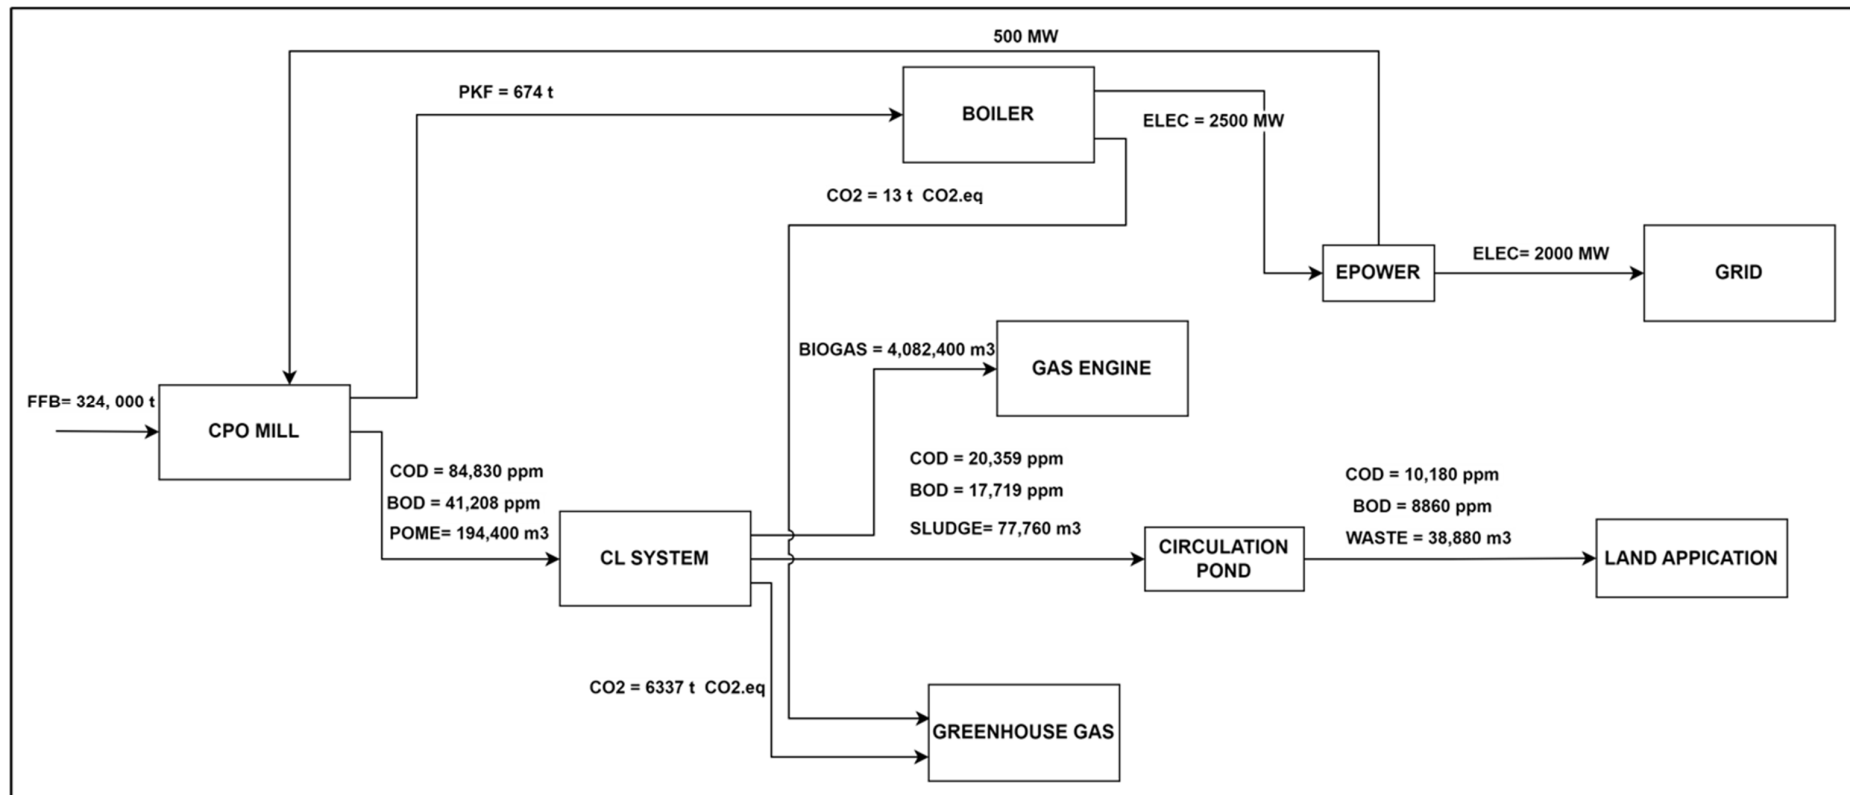 500 MW
PKF = 674 t
BOILER
ELEC = 2500 MW
CO2 = 13 t CO2.eq
EPOWER
ELEC= 2000 MW
GRID
BIOGAS = 4,082,400 m3
GAS ENGINE
FFB= 324, 000 t
CPO MILL
COD = 84,830 ppm
BOD = 41,208 ppm
POME= 194,400 m3
CL SYSTEM
COD = 20,359 ppm
BOD = 17,719 ppm
SLUDGE= 77,760 m3
CIRCULATION
POND
COD = 10,180 ppm
BOD = 8860 ppm
WASTE = 38,880 m3
LAND APPICATION
CO2 = 6337 t CO2.eq
GREENHOUSE GAS